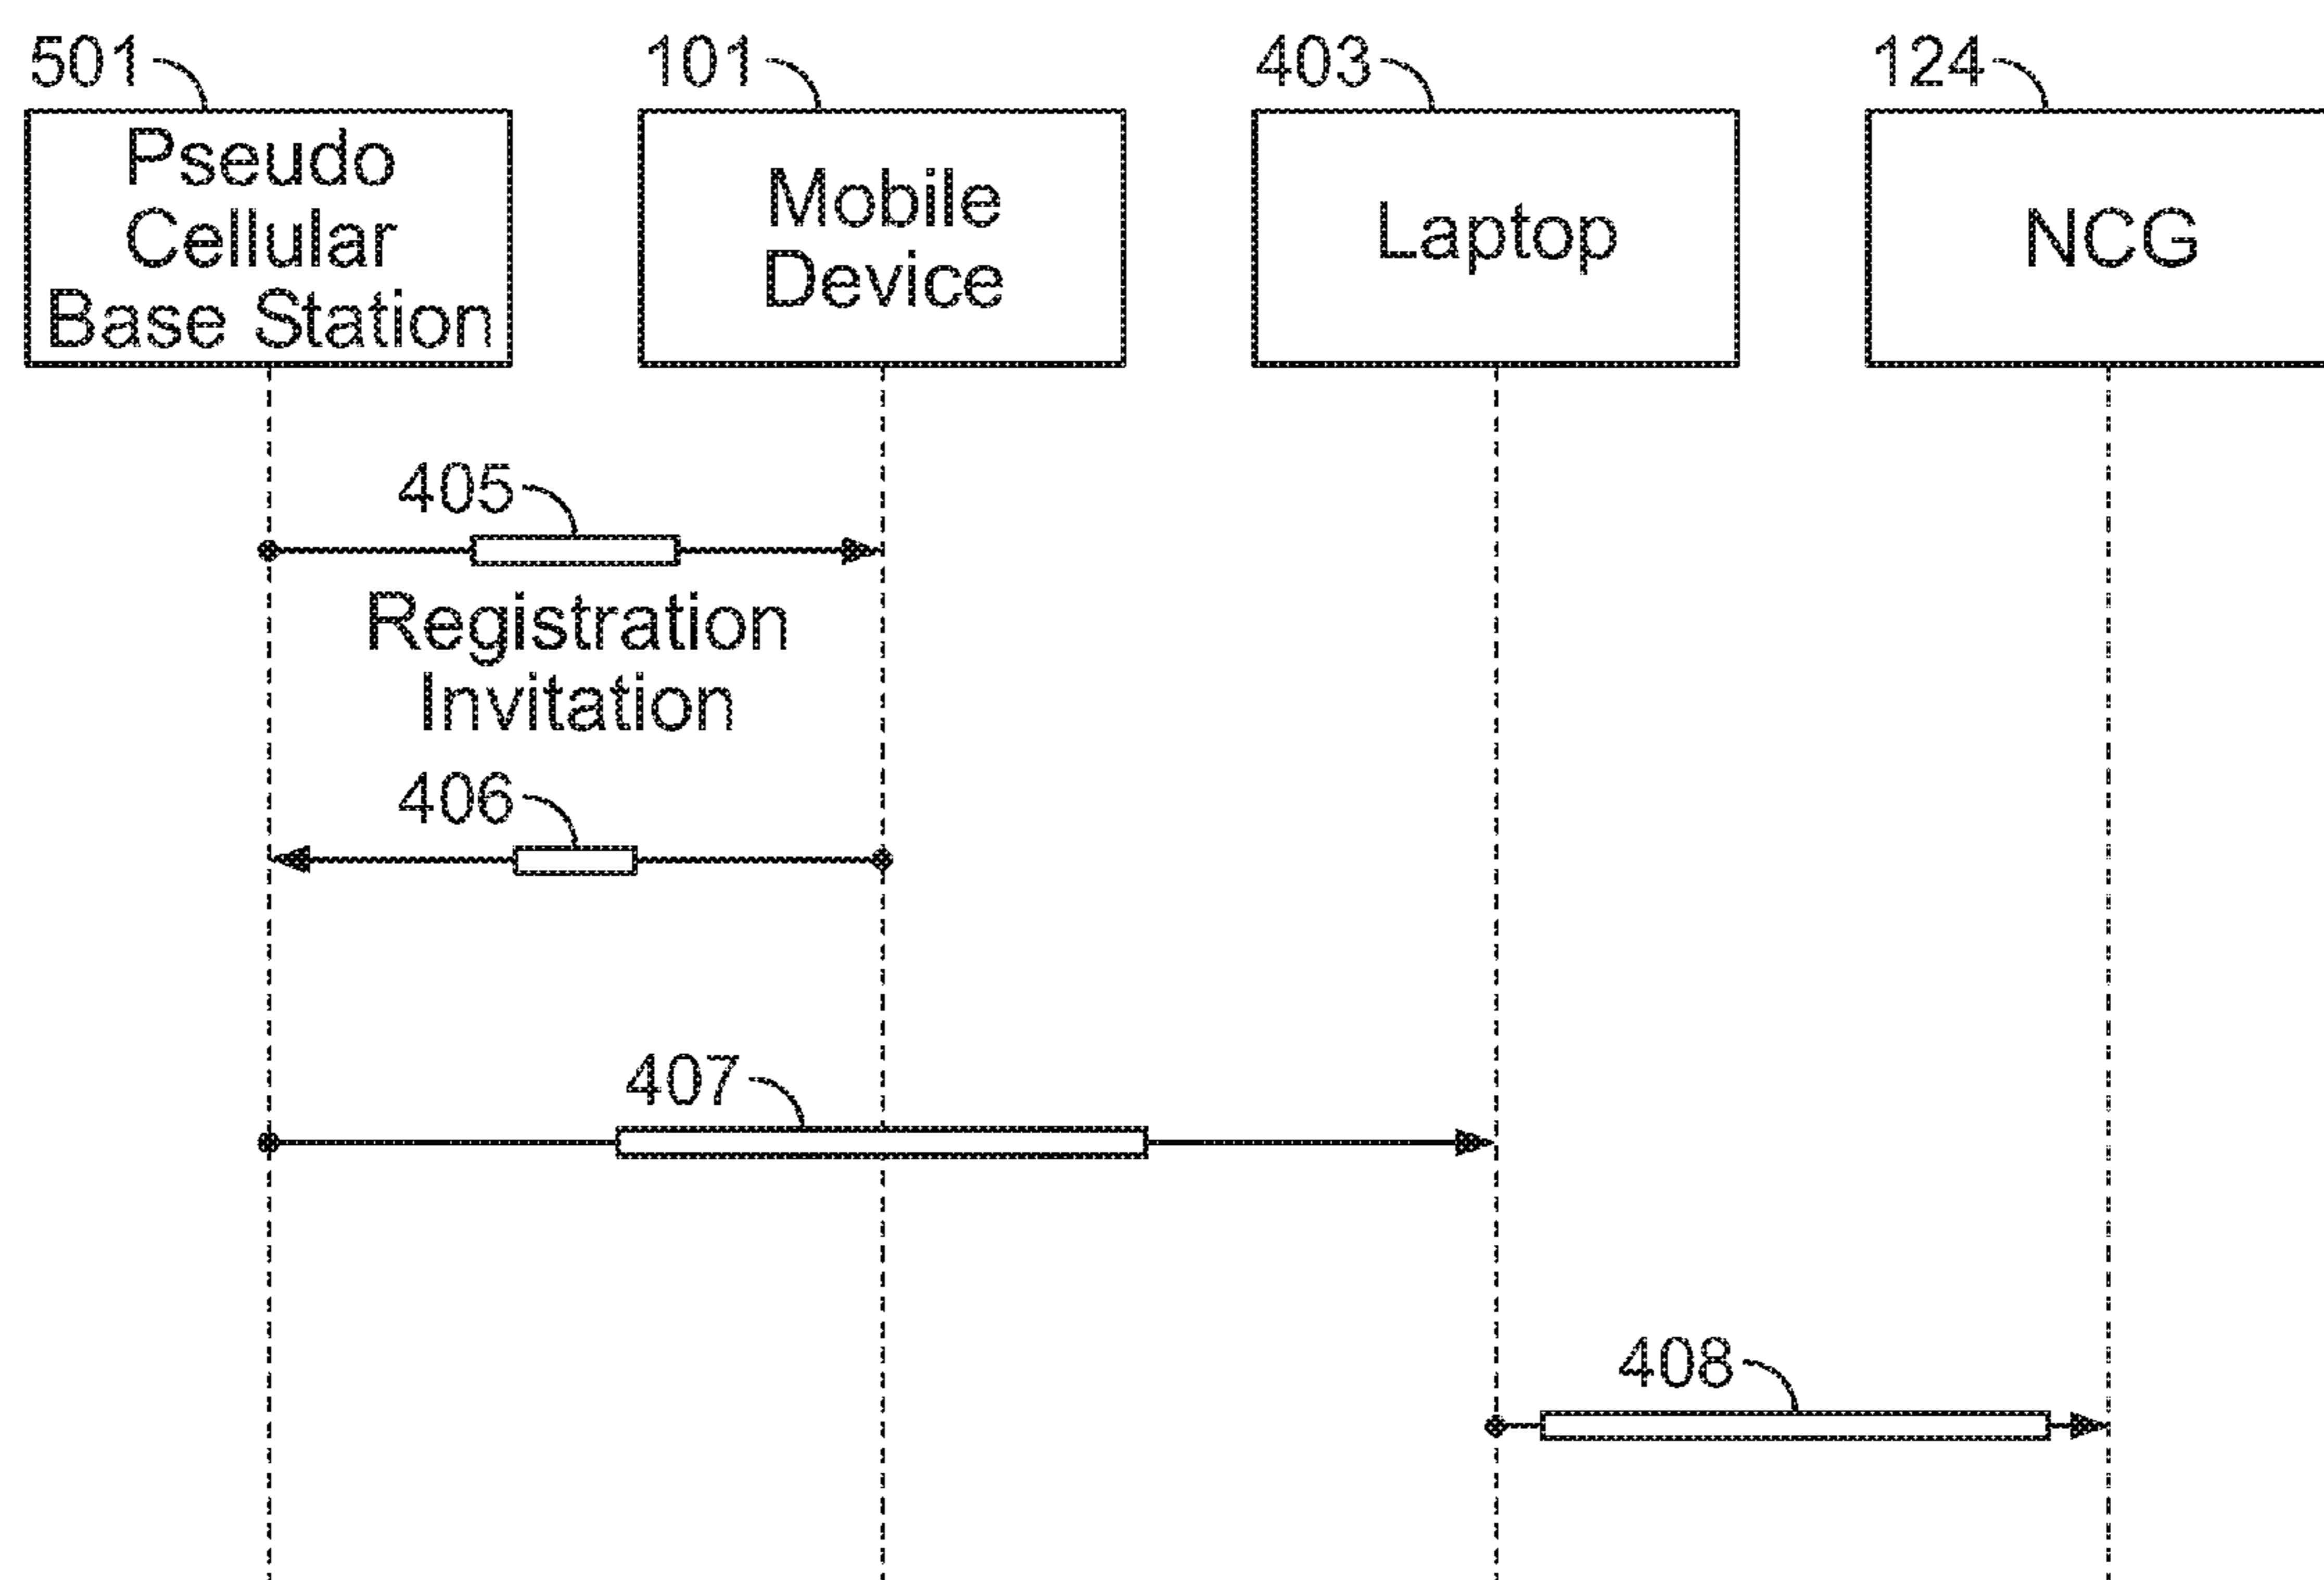 501
101
403
124
Pseudo
Cellular
Base Station
Mobile
Device
Laptop
NCG
405
Registration
Invitation
406
407
408